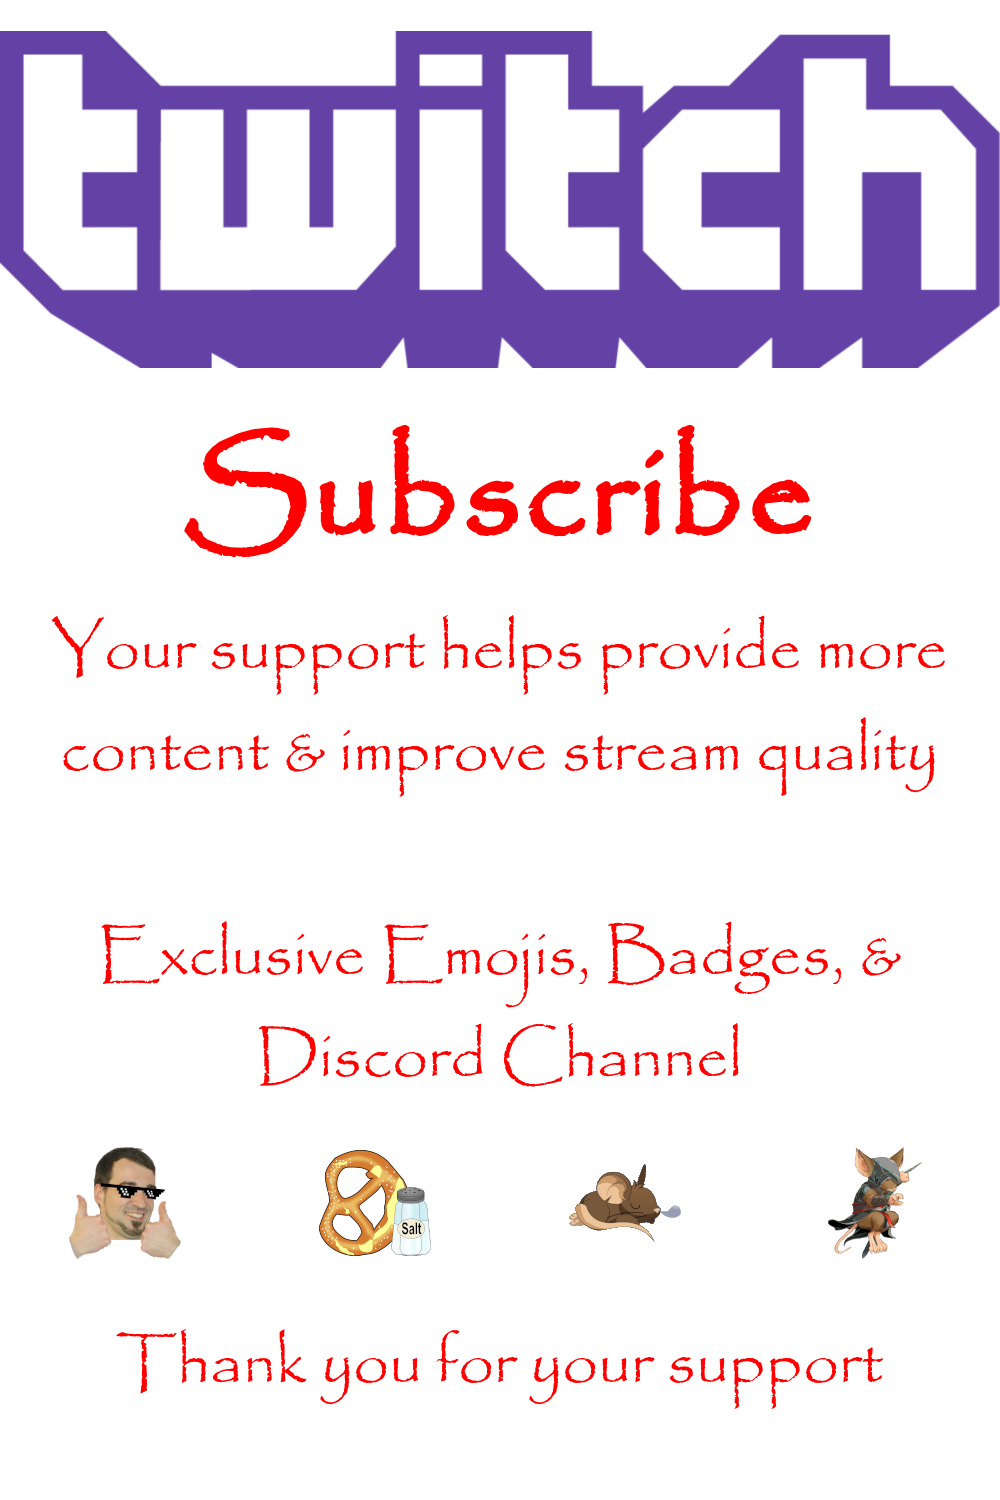 twitch
Subscribe
Your support helps provide more
content & improve stream quality
Exclusive Emojis, Badges, &
Discord Channel
Salt
Thank you for your support